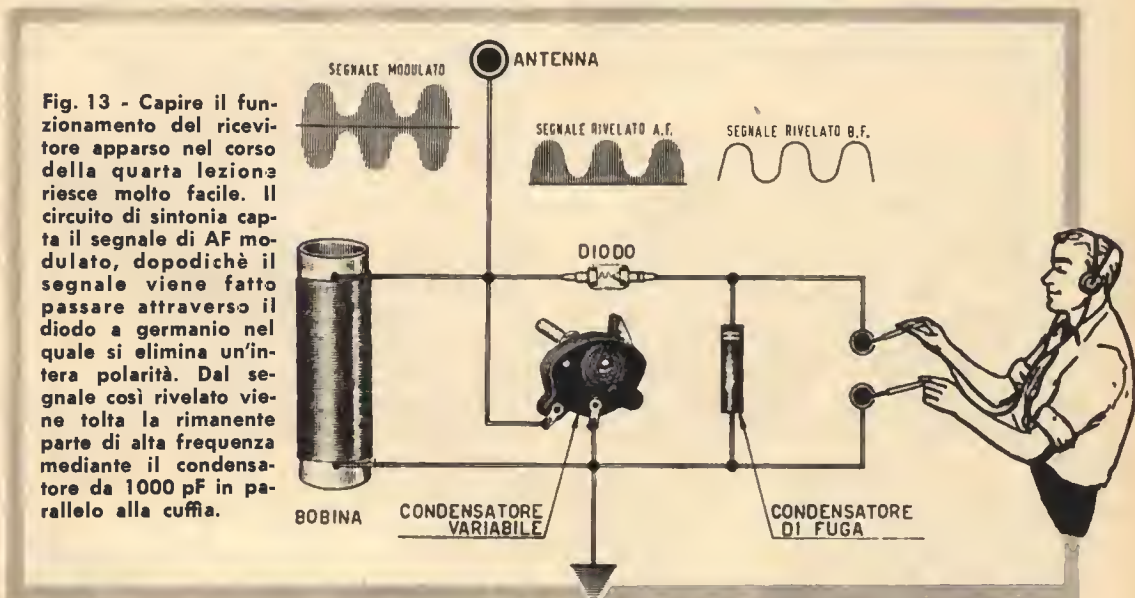 Fig. 13 - Capire il fun-
zionamento del ricevi-
tore apparso nel corso
della quarta lezione
riesce molto facile. Il
circuito di sintonia cap-
ta il segnale di AF mo-
dulato, dopodichè il
segnale viene fatto
passare attraverso il
diodo a germanio nel
quale si elimina un'in-
tera polarità. Dal se-
gnale così rivelato vie-
ne tolta la rimanente
parte di alta frequenza
mediante il condensa-
tore da 1000 pF in pa-
rallelo alla cuffia.
SEGNALE MODULATO
ANTENNA
SEGNALE RIVELATO A.F.
SEGNALE RIVELATO B.F.
DIODO
BOBINA
CONDENSATORE
VARIABILE
CONDENSATORE
DI FUGA